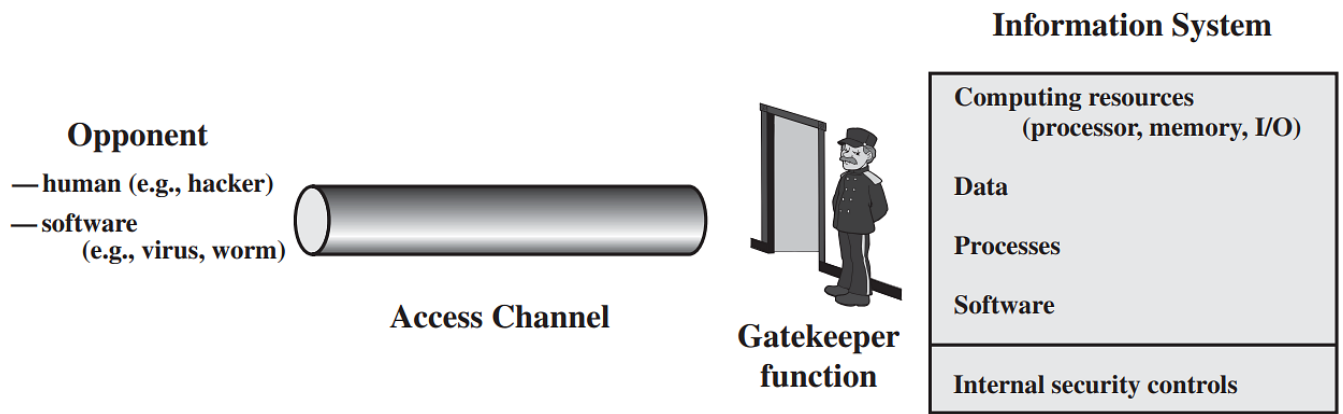 Information System
Opponent
— human (e.g., hacker)
— software
(e.g., virus, worm)
Access Channel
Gatekeeper
function
Computing resources
(processor, memory, I/O)
Data
Processes
Software
Internal security controls